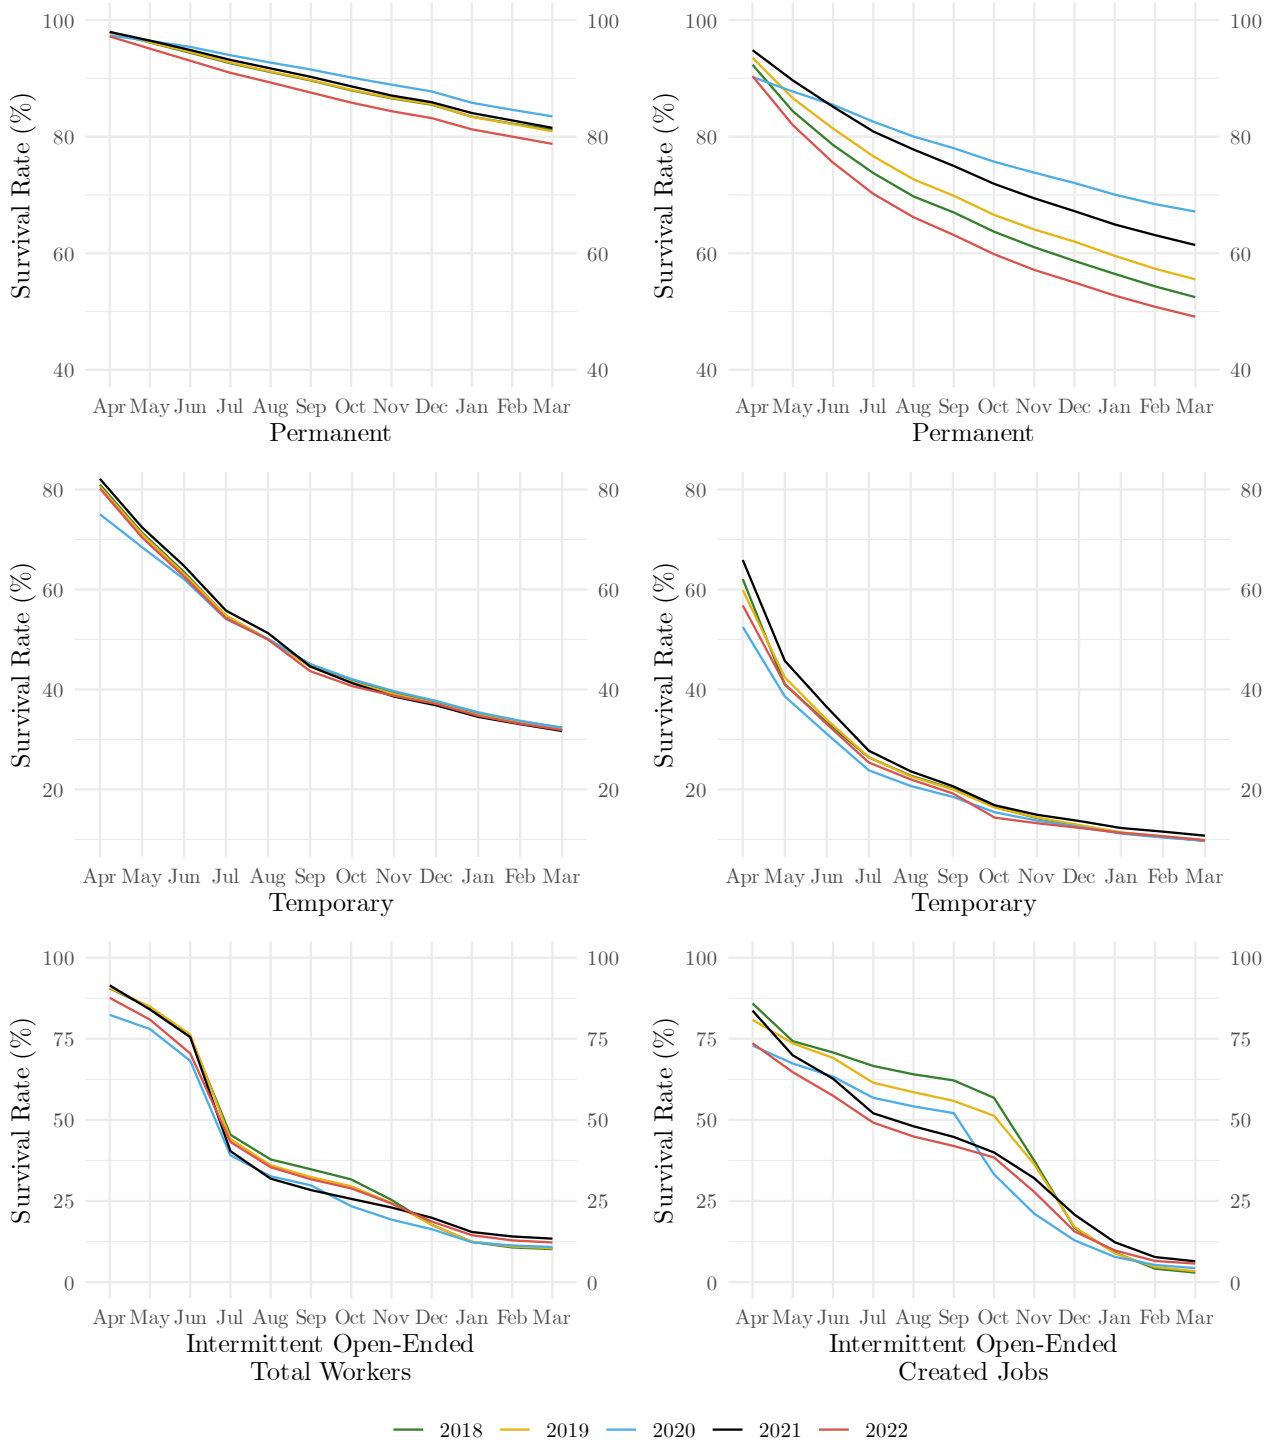 100 100 100 100
80 80 80 80
60 60 60 60
40 40 40 40
Survival Rate (%) Survival Rate (%)
Apr May Jun Jul Aug Sep Oct Nov Dec Jan Feb Mar Apr May Jun Jul Aug Sep Oct Nov Dec Jan Feb Mar
Permanent Permanent
80 80 80 80
60 60 60 60
40 40 40 40
20 20 20 20
Survival Rate (%) Survival Rate (%)
Apr May Jun Jul Aug Sep Oct Nov Dec Jan Feb Mar Apr May Jun Jul Aug Sep Oct Nov Dec Jan Feb Mar
Temporary Temporary
100 100 100 100
75 75 75 75
50 50 50 50
25 25 25 25
0 0 0 0
Survival Rate (%) Survival Rate (%)
Apr May Jun Jul Aug Sep Oct Nov Dec Jan Feb Mar Apr May Jun Jul Aug Sep Oct Nov Dec Jan Feb Mar
Intermittent Open-Ended Intermittent Open-Ended
Total Workers Created Jobs
2018 2019 2020 2021 2022